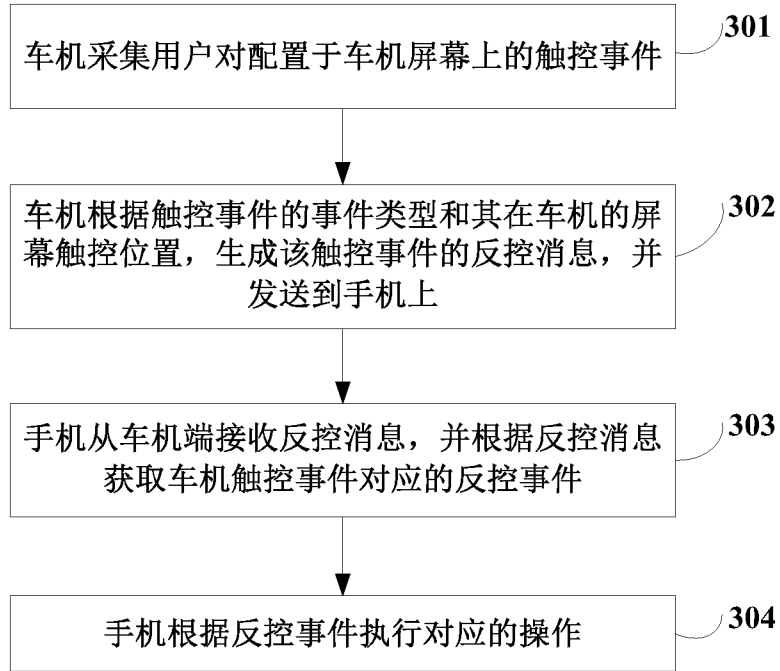 车机采集用户对配置于车机屏幕上的触控事件
301
车机根据触控事件的事件类型和其在车机的屏
幕触控位置，生成该触控事件的反控消息，并
发送到手机上
302
手机从车机端接收反控消息，并根据反控消息
获取车机触控事件对应的反控事件
303
手机根据反控事件执行对应的操作
304